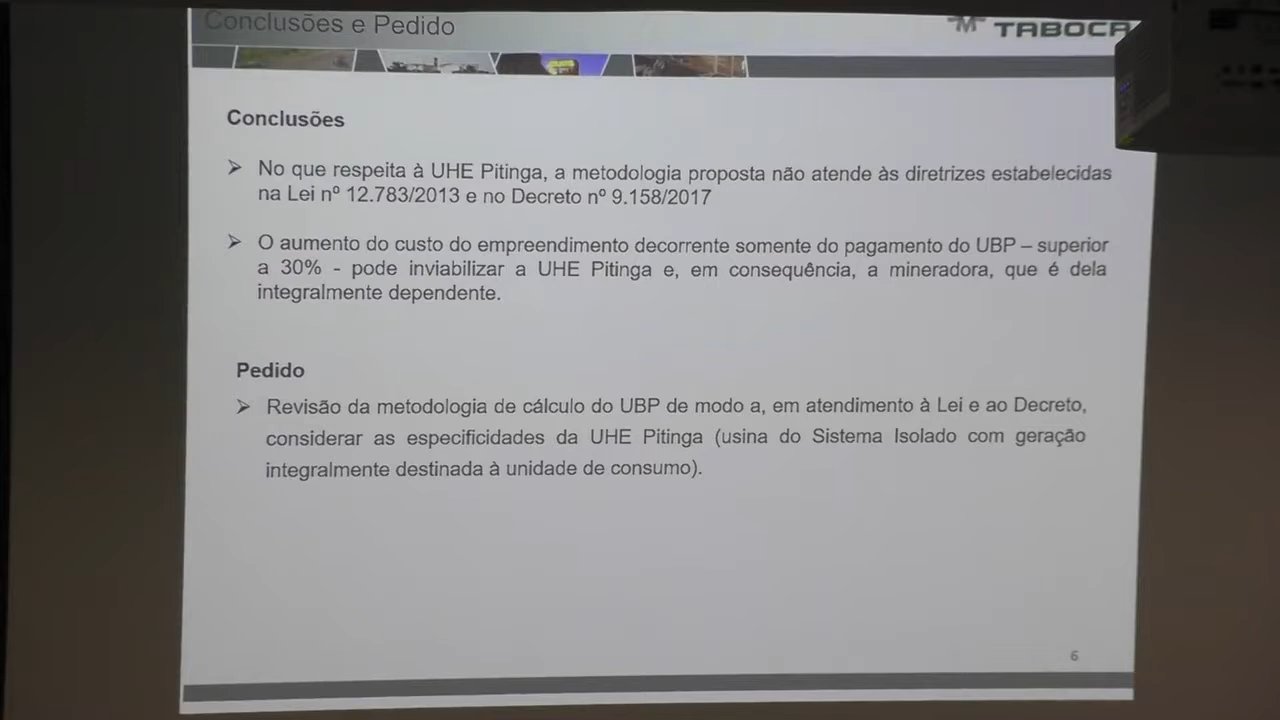 Conclusões e Pedido
TABOCA
Conclusões
No que respeita à UHE Pitinga, a metodologia proposta não atende às diretrizes estabelecidas
na Lei nº 12.783/2013 e no Decreto nº 9.158/2017
O aumento do custo do empreendimento decorrente somente do pagamento do UBP – superior
a 30% - pode inviabilizar a UHE Pitinga e, em consequência, a mineradora, que é dela
integralmente dependente.
Pedido
Revisão da metodologia de cálculo do UBP de modo a, em atendimento à Lei e ao Decreto,
considerar as especificidades da UHE Pitinga (usina do Sistema Isolado com geração
integralmente destinada à unidade de consumo).
6